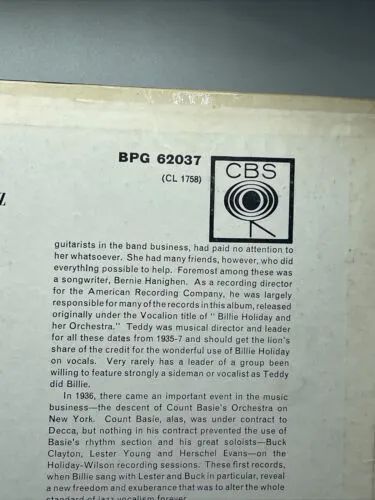 BPG 62037
(CL 1758)
CBS
Z
guitarists in the band business, had paid no attention to
her whatsoever. She had many friends, however, who did
everything possible to help. Foremost among these was
a songwriter, Bernie Hanighen. As a recording director
for the American Recording Company, he was largely
responsible for many of the records in this album, released
originally under the Vocalion title of " Billie Holiday and
her Orchestra." Teddy was musical director and leader
for all these dates from 1935-7 and should get the lion's
share of the credit for the wonderful use of Billie Holiday
on vocals. Very rarely has a leader of a group been
willing to feature strongly a sideman or vocalist as Teddy
did Billie.
In 1936, there came an important event in the music
business—the descent of Count Basie's Orchestra on
New York. Count Basie, alas, was under contract to
Decca, but nothing in his contract prevented the use of
Basie's rhythm section and his great soloists—Buck
Clayton, Lester Young and Herschel Evans—on the
Holiday-Wilson recording sessions. These first records,
when Billie sang with Lester and Buck in particular, reveal
a new freedom and exuberance that was to alter the whole
standard of jazz vocalism forever.